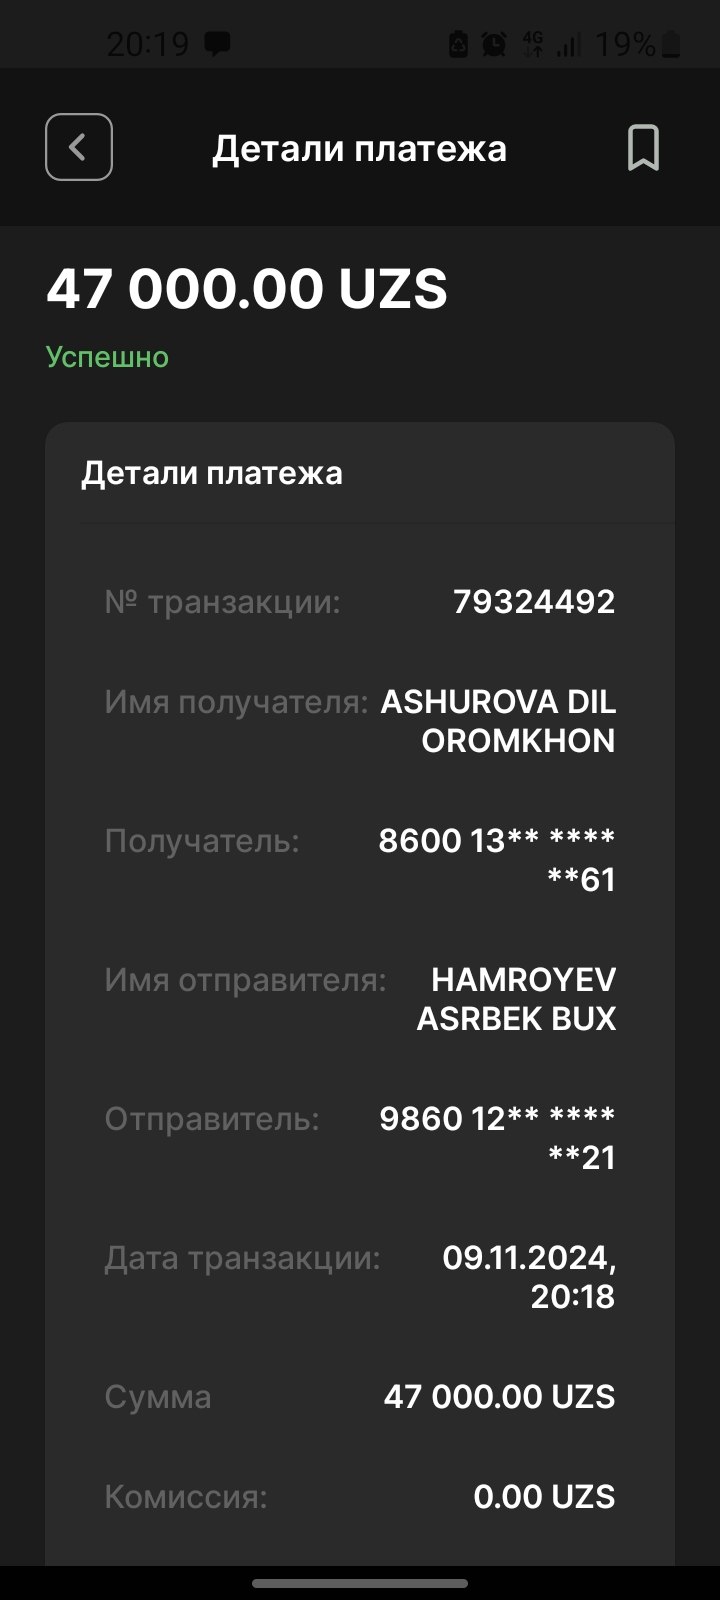 20:19
4G
19%
Детали платежа
47 000.00 UZS
Успешно
Детали платежа
№ транзакции: 79324492
Имя получателя: ASHUROVA DIL
OROMKHON
Получатель: 8600 13** ****
**61
Имя отправителя: HAMROYEV
ASRBEK BUX
Отправитель: 9860 12** ****
**21
Дата транзакции: 09.11.2024,
20:18
Сумма 47 000.00 UZS
Комиссия: 0.00 UZS